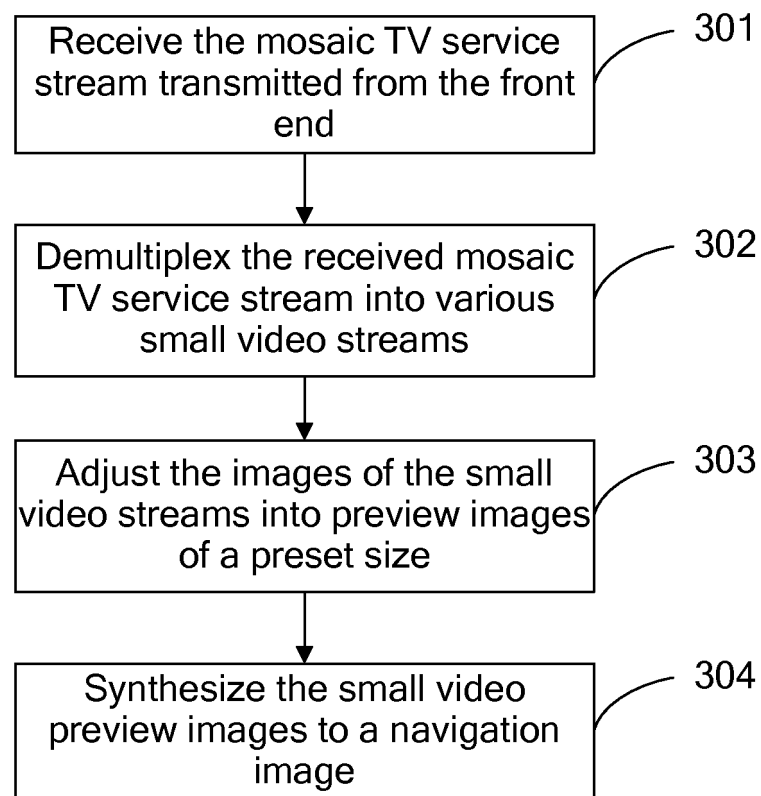 Receive the mosaic TV service
stream transmitted from the front
end
301
Demultiplex the received mosaic
TV service stream into various
small video streams
302
Adjust the images of the small
video streams into preview images
of a preset size
303
Synthesize the small video
preview images to a navigation
image
304